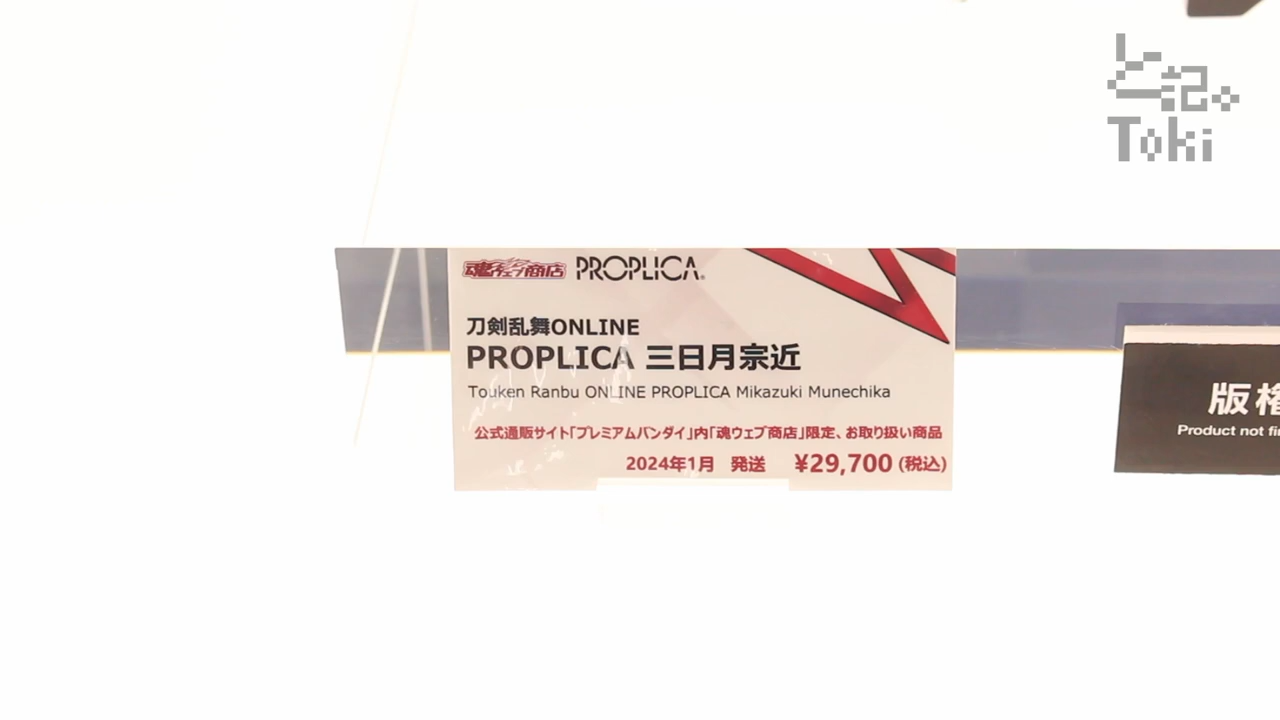 と記。
Toki
魂ウェブ商店 PROPLICA®
刀剣乱舞ONLINE
PROPLICA 三日月宗近
Touken Ranbu ONLINE PROPLICA Mikazuki Munechika
公式通販サイト「プレミアムバンダイ」内「魂ウェブ商店」限定、お取り扱い商品
2024年1月 発送 ¥29,700 (税込)
版権
Product not fi